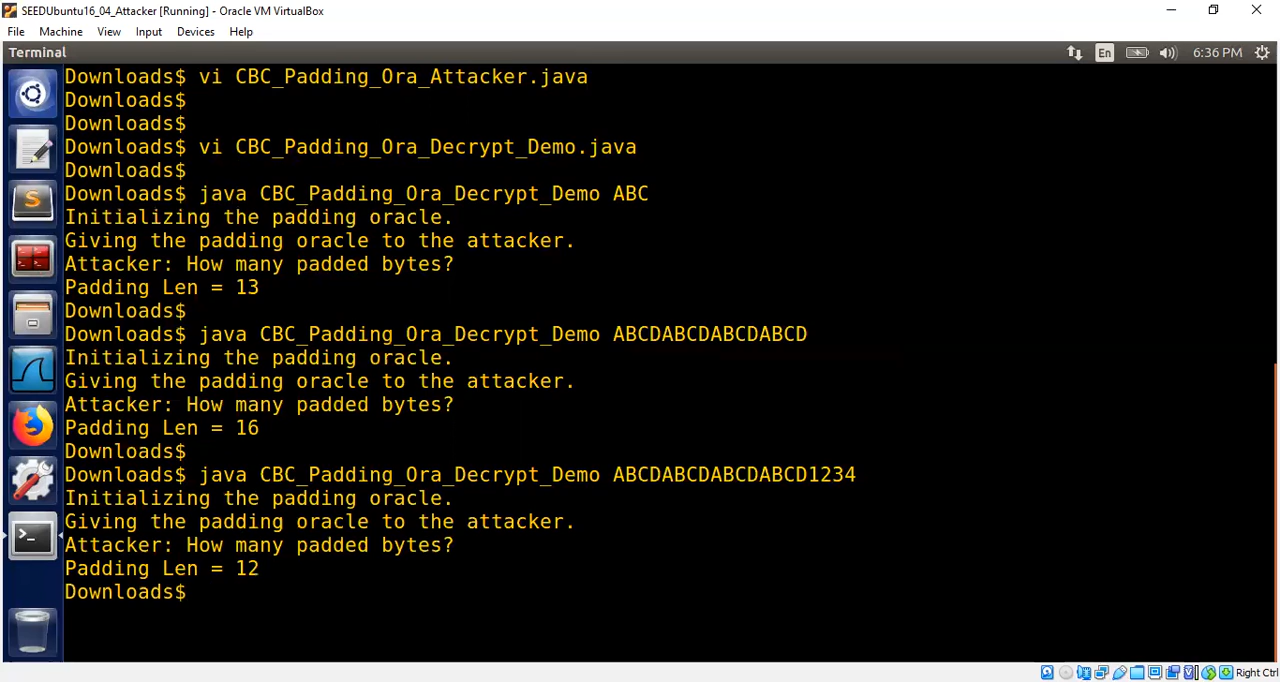 SEEDUbuntu16_04_Attacker [Running] - Oracle VM VirtualBox
File Machine View Input Devices Help
Terminal En 6:36 PM
Downloads$ vi CBC_Padding_Ora_Attacker.java
Downloads$
Downloads$
Downloads$ vi CBC_Padding_Ora_Decrypt_Demo.java
Downloads$
Downloads$ java CBC_Padding_Ora_Decrypt_Demo ABC
Initializing the padding oracle.
Giving the padding oracle to the attacker.
Attacker: How many padded bytes?
Padding Len = 13
Downloads$
Downloads$ java CBC_Padding_Ora_Decrypt_Demo ABCDABCDABCDABCD
Initializing the padding oracle.
Giving the padding oracle to the attacker.
Attacker: How many padded bytes?
Padding Len = 16
Downloads$
Downloads$ java CBC_Padding_Ora_Decrypt_Demo ABCDABCDABCDABCD1234
Initializing the padding oracle.
Giving the padding oracle to the attacker.
Attacker: How many padded bytes?
Padding Len = 12
Downloads$
Right Ctrl